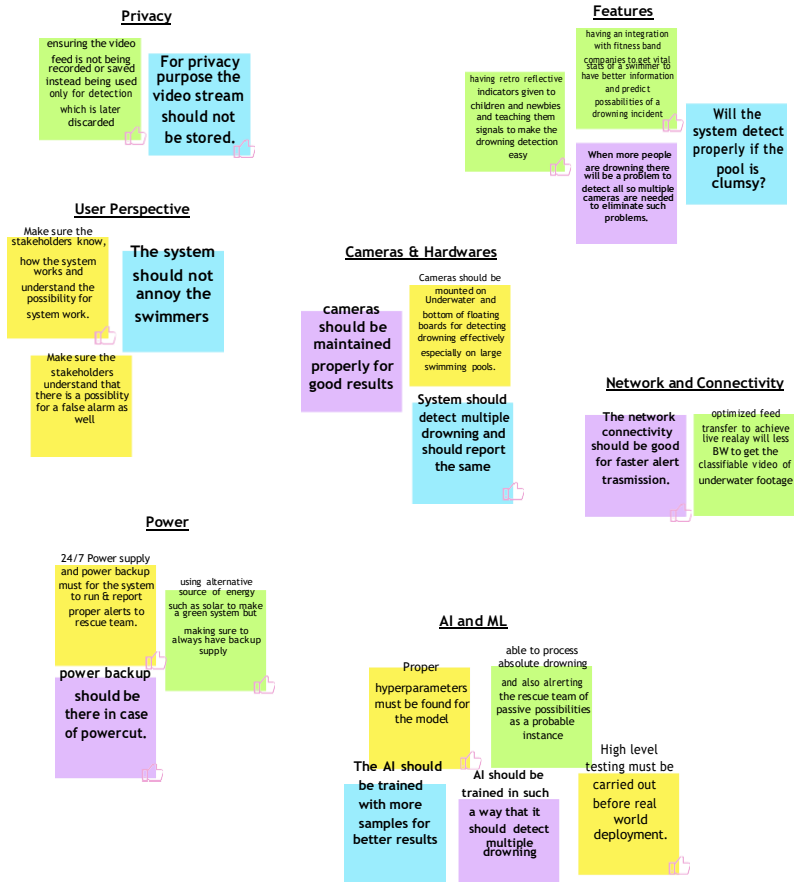 Privacy
ensuring the video
feed is not being
recorded or saved
instead being used
only for detection
which is later
discarded
For privacy
purpose the
video stream
should not
be stored.
Features
having an integration
with fitness band
companies to get vital
stats of a swimmer to
have better information
and predict
possabilities of a
drowning incident
having retro reflective
indicators given to
children and newbies
and teaching them
signals to make the
drowning detection
easy
Will the
system detect
properly if the
pool is
clumsy?
When more people
are drowning there
will be a problem to
detect all so multiple
cameras are needed
to eliminate such
problems.
User Perspective
Make sure the
stakeholders know,
how the system
works and
understand the
possibility for
system work.
The system
should not
annoy the
swimmers
Make sure the
stakeholders
understand that
there is a possiblity
for a false alarm as
well
Cameras & Hardwares
cameras
should be
maintained
properly for
good results
Cameras should be
mounted on
Underwater and
bottom of floating
boards for detecting
drowning effectively
especially on large
swimming pools.
System should
detect multiple
drowning and
should report
the same
Network and Connectivity
The network
connectivity
should be good
for faster alert
trasmission.
optimized feed
transfer to achieve
live realay will less
BW to get the
classifiable video of
underwater footage
Power
24/7 Power supply
and power backup
must for the system
to run & report
proper alerts to
rescue team.
using alternative
source of energy
such as solar to make
a green system but
making sure to
always have backup
supply
power backup
should be
there in case
of powercut.
AI and ML
Proper
hyperparameters
must be found for
the model
able to process
absolute drowning
and also alrerting
the rescue team of
passive possibilities
as a probable
instance
The AI should
be trained
with more
samples for
better results
AI should be
trained in such
a way that it
should detect
multiple
drowning
High level
testing must be
carried out
before real
world
deployment.